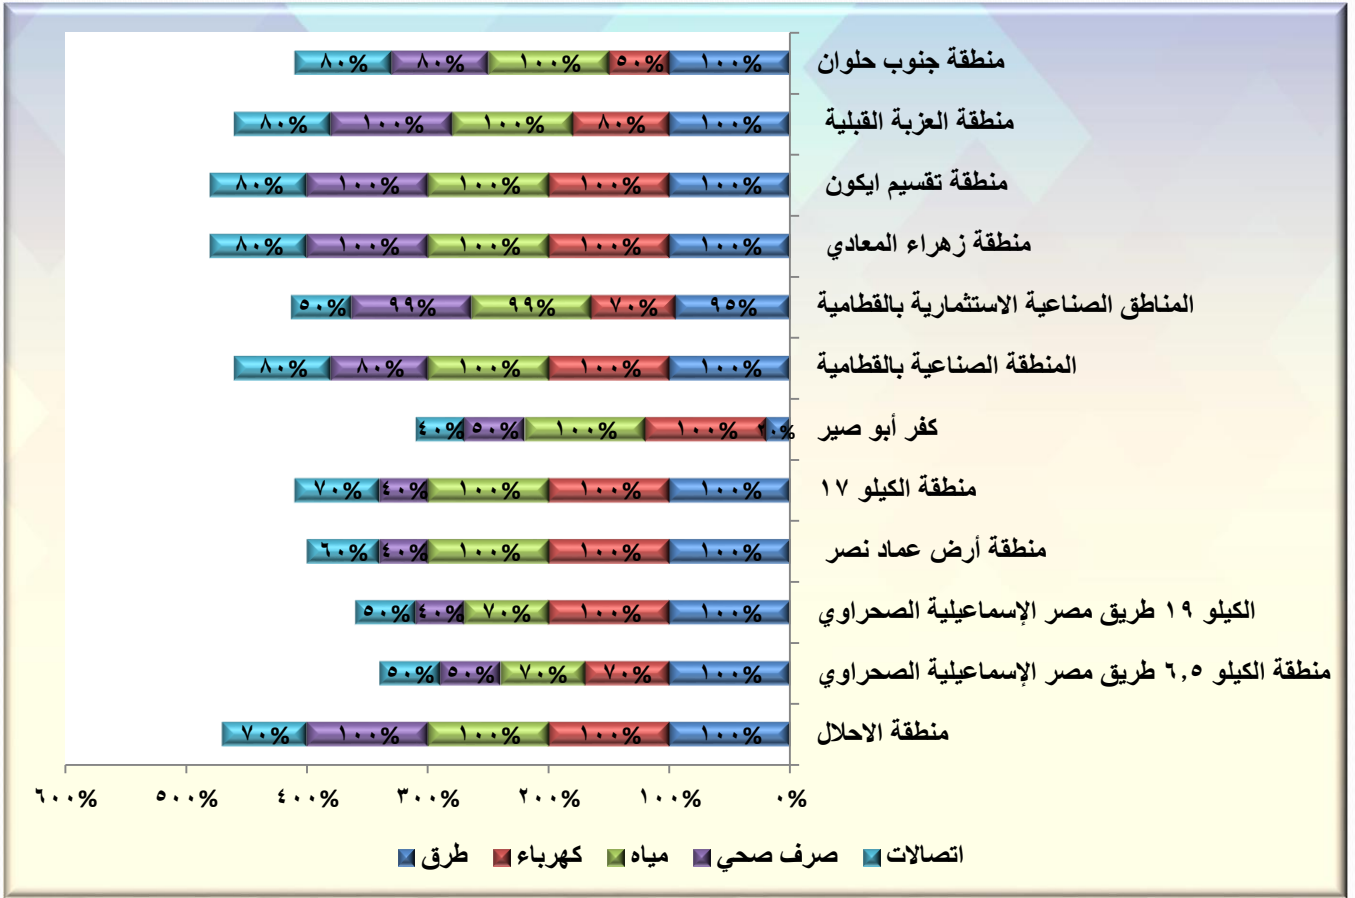 منطقة جنوب حلوان ١٠٠% ٥٠% ١٠٠% ٨٠% ٨٠%
منطقة العزبة القبلية ١٠٠% ٨٠% ١٠٠% ١٠٠% ٨٠%
منطقة تقسيم ايكون ١٠٠% ١٠٠% ١٠٠% ١٠٠% ٨٠%
منطقة زهراء المعادي ١٠٠% ١٠٠% ١٠٠% ١٠٠% ٨٠%
المناطق الصناعية الاستثمارية بالقطامية ٩٥% ٧٠% ٩٩% ٩٩% ٥٠%
المنطقة الصناعية بالقطامية ١٠٠% ١٠٠% ١٠٠% ٨٠% ٨٠%
كفر أبو صير ٢٠% ١٠٠% ١٠٠% ٥٠% ٤٠%
منطقة الكيلو ١٧ ١٠٠% ١٠٠% ١٠٠% ٤٠% ٧٠%
منطقة أرض عماد نصر ١٠٠% ١٠٠% ١٠٠% ٤٠% ٦٠%
الكيلو ١٩ طريق مصر الإسماعيلية الصحراوي ١٠٠% ١٠٠% ٧٠% ٤٠% ٥٠%
منطقة الكيلو ٦,٥ طريق مصر الإسماعيلية الصحراوي ١٠٠% ٧٠% ٧٠% ٥٠% ٥٠%
منطقة الاحلال ١٠٠% ١٠٠% ١٠٠% ١٠٠% ٧٠%
٠% ١٠٠% ٢٠٠% ٣٠٠% ٤٠٠% ٥٠٠% ٦٠٠%
اتصالات صرف صحي مياه كهرباء طرق